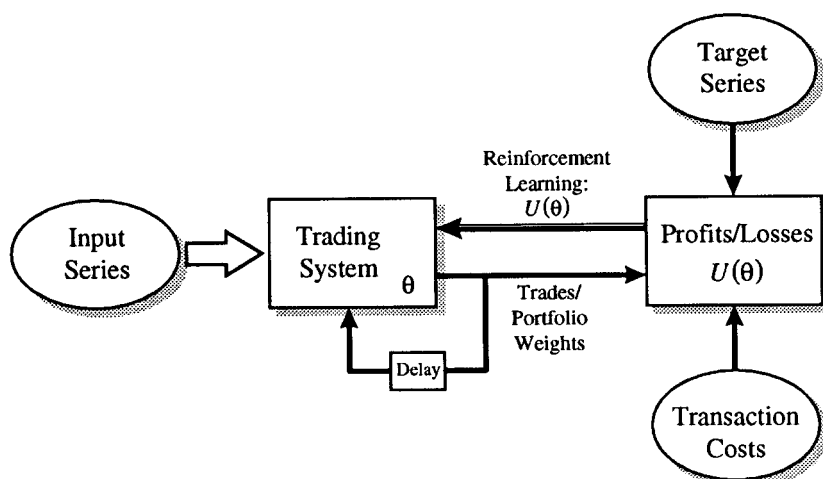 Target
Series
Reinforcement
Learning:
U(θ)
Input
Series
Trading
System
θ
Profits/Losses
U(θ)
Trades/
Portfolio
Weights
Delay
Transaction
Costs